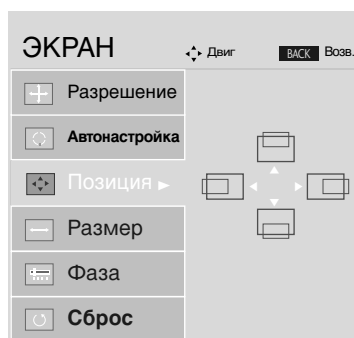 ЭКРАН Двиг BACK Возв.
Разрешение
Автонастройка
Позиция
Размер
Фаза
Сброс